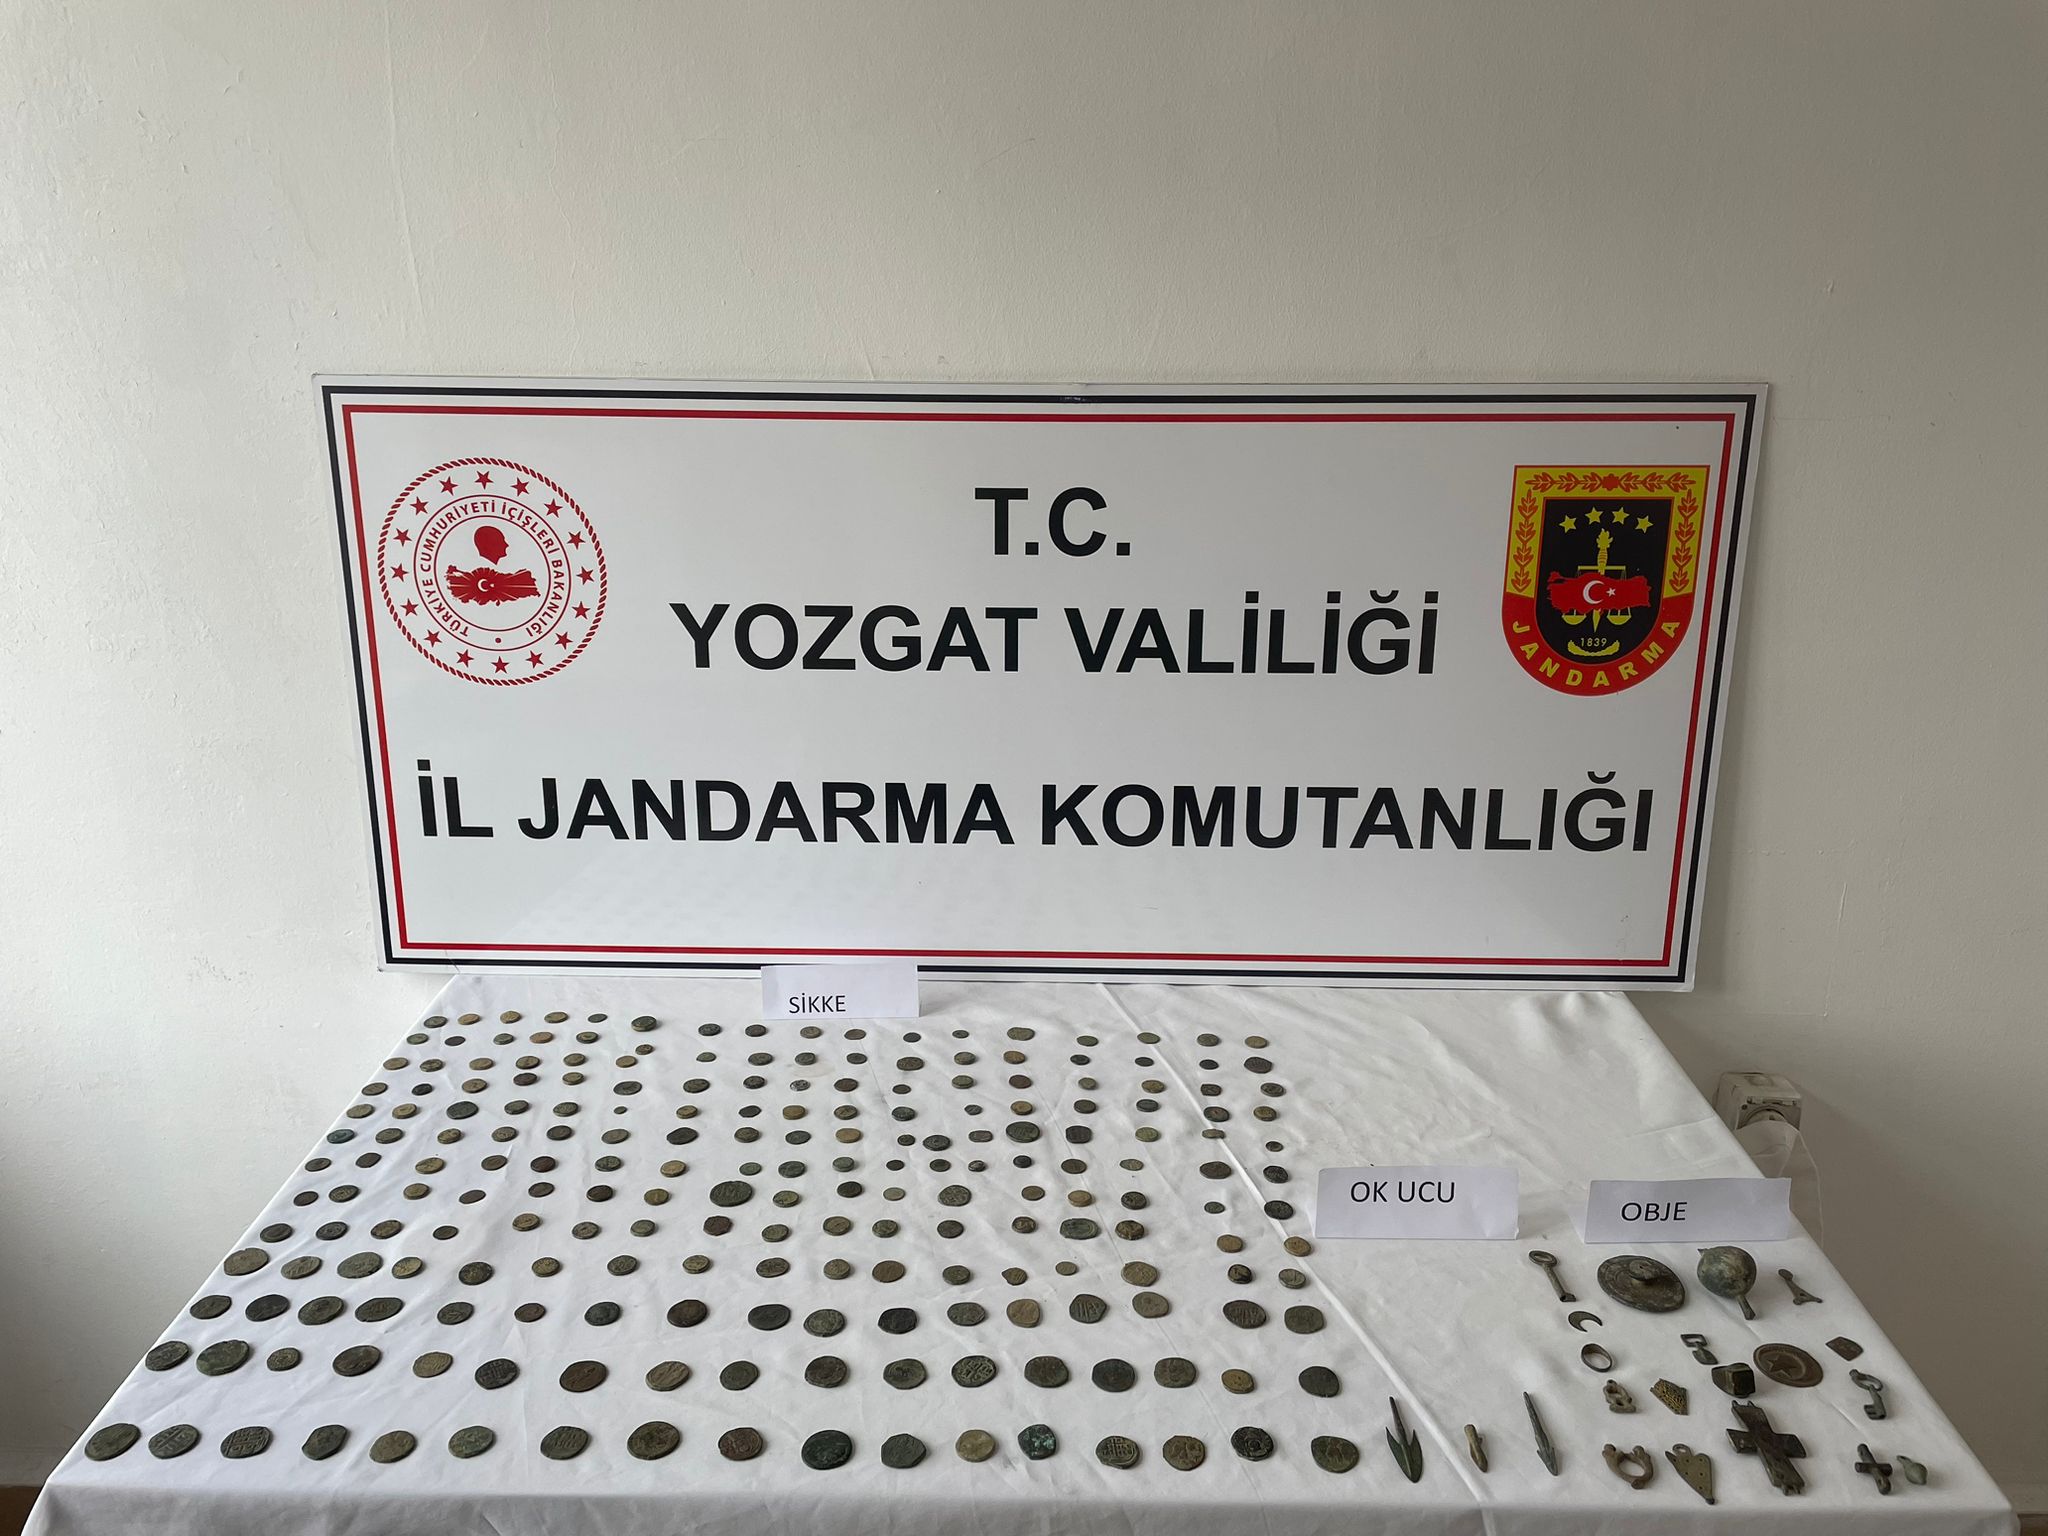 T.C.
YOZGAT VALİLİĞİ
İL JANDARMA KOMUTANLIĞI
TÜRKİYE CUMHURİYETİ İÇİŞLERİ BAKANLIĞI
1839
JANDARMA
SİKKE
OK UCU
OBJE